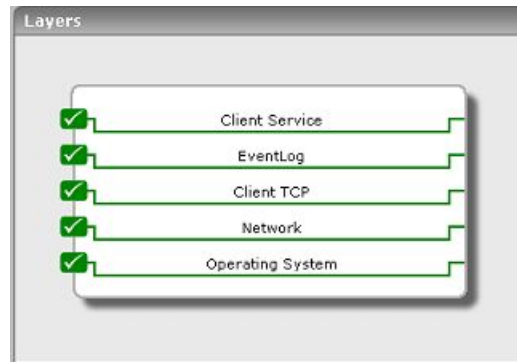 Layers
Client Service
EventLog
Client TCP
Network
Operating System